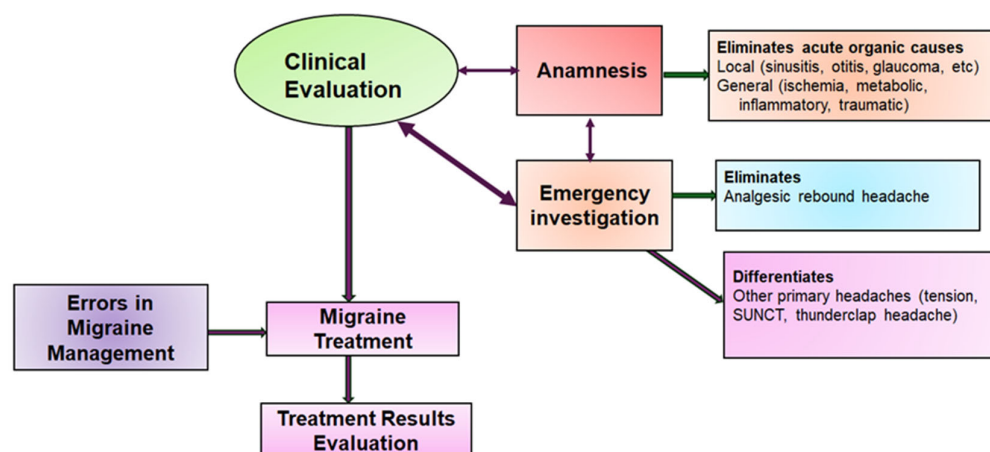 Clinical
Evaluation
Anamnesis
Eliminates acute organic causes
Local (sinusitis, otitis, glaucoma, etc)
General (ischemia, metabolic,
inflammatory, traumatic)
Emergency
investigation
Eliminates
Analgesic rebound headache
Differentiates
Other primary headaches (tension,
SUNCT, thunderclap headache)
Errors in
Migraine
Management
Migraine
Treatment
Treatment Results
Evaluation